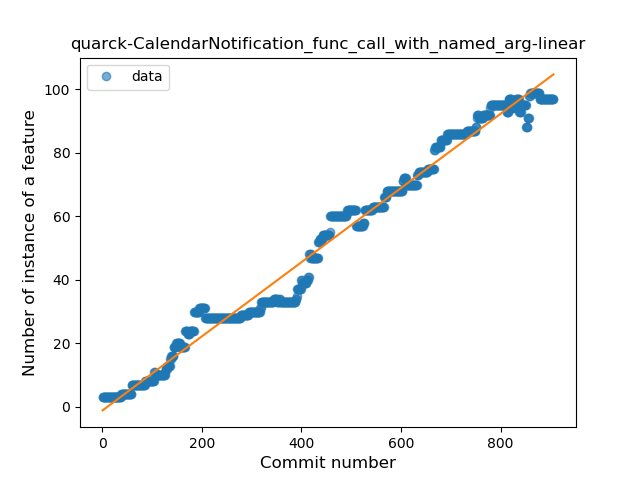 quarck-CalendarNotification_func_call_with_named_arg-linear
data
Number of instance of a feature
100
80
60
40
20
0
0 200 400 600 800
Commit number